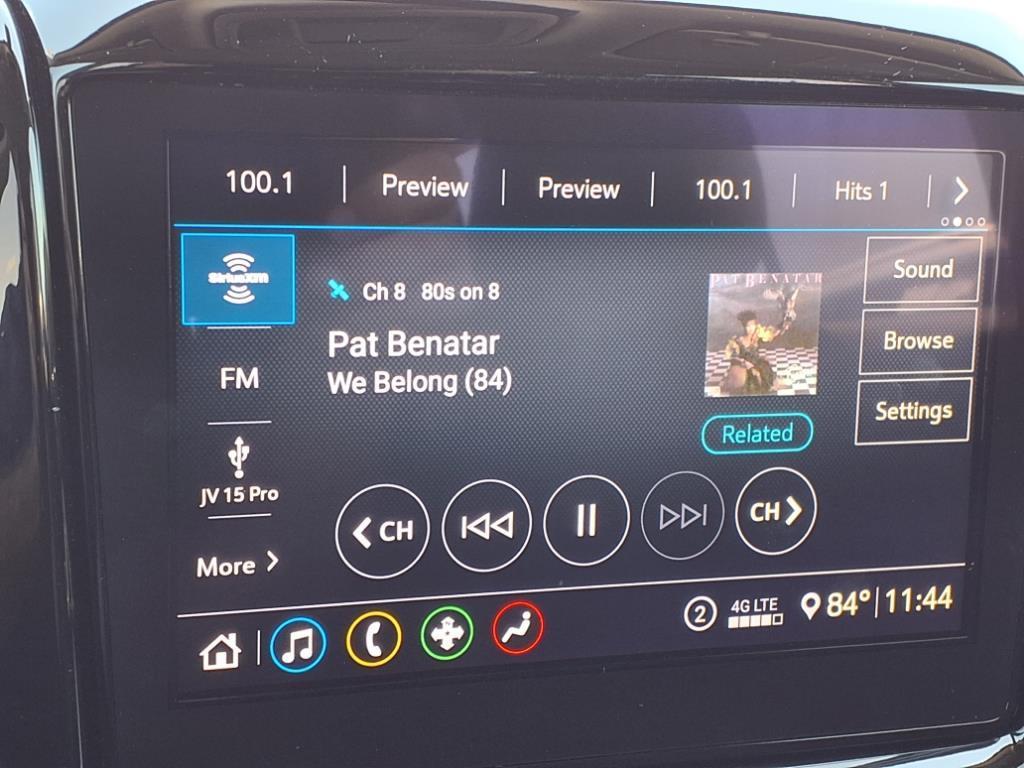 100.1 Preview Preview 100.1 Hits 1
SiriusXM
Ch 8 80s on 8
Pat Benatar
We Belong (84)
PAT BENATAR
Related
Sound
Browse
Settings
FM
JV 15 Pro
More
CH
CH
2 4G LTE 84° 11:44